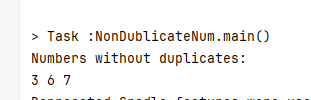 > Task :NonDublicateNum.main()
Numbers without duplicates:
3 6 7